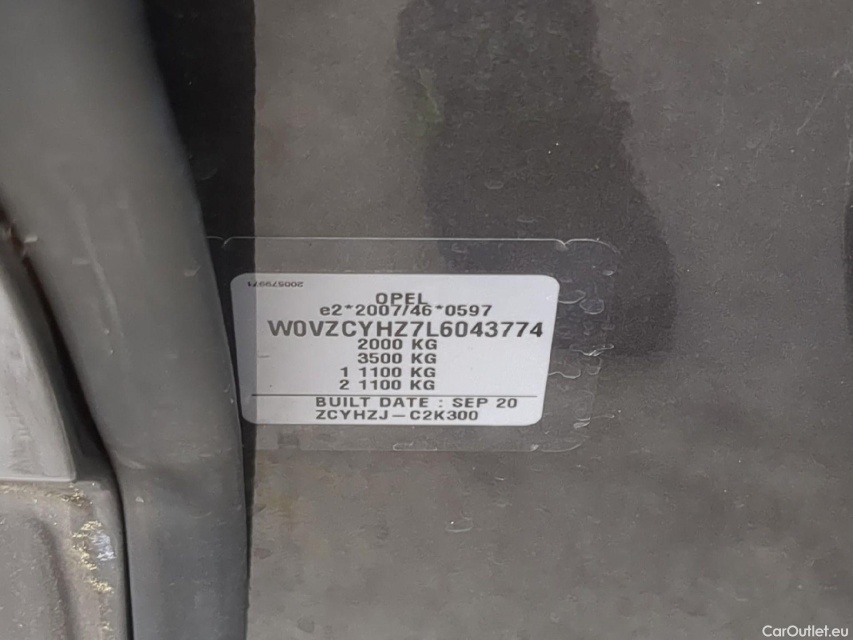 200579971
OPEL
e2*2007/46*0597
W0VZCYHZ7L6043774
2000 KG
3500 KG
1 1100 KG
2 1100 KG
BUILT DATE : SEP 20
ZCYHZJ-C2K300
CarOutlet.eu